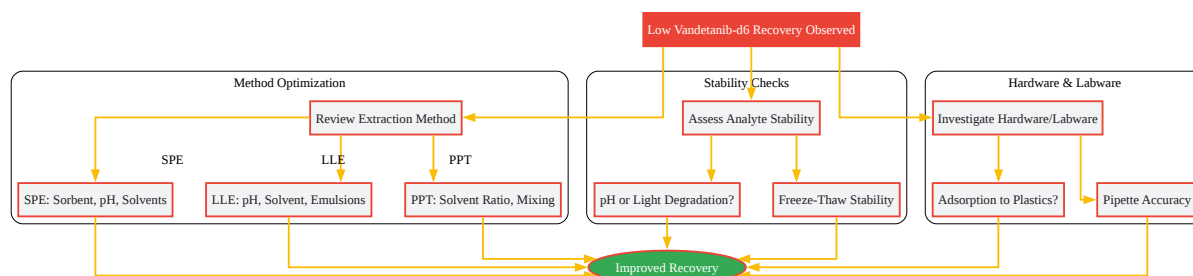 Low Vandetanib-d6 Recovery Observed
Method Optimization
Stability Checks
Hardware & Labware
Review Extraction Method
Assess Analyte Stability
Investigate Hardware/Labware
SPE
LLE
PPT
SPE: Sorbent, pH, Solvents
LLE: pH, Solvent, Emulsions
PPT: Solvent Ratio, Mixing
pH or Light Degradation?
Freeze-Thaw Stability
Adsorption to Plastics?
Pipette Accuracy
Improved Recovery